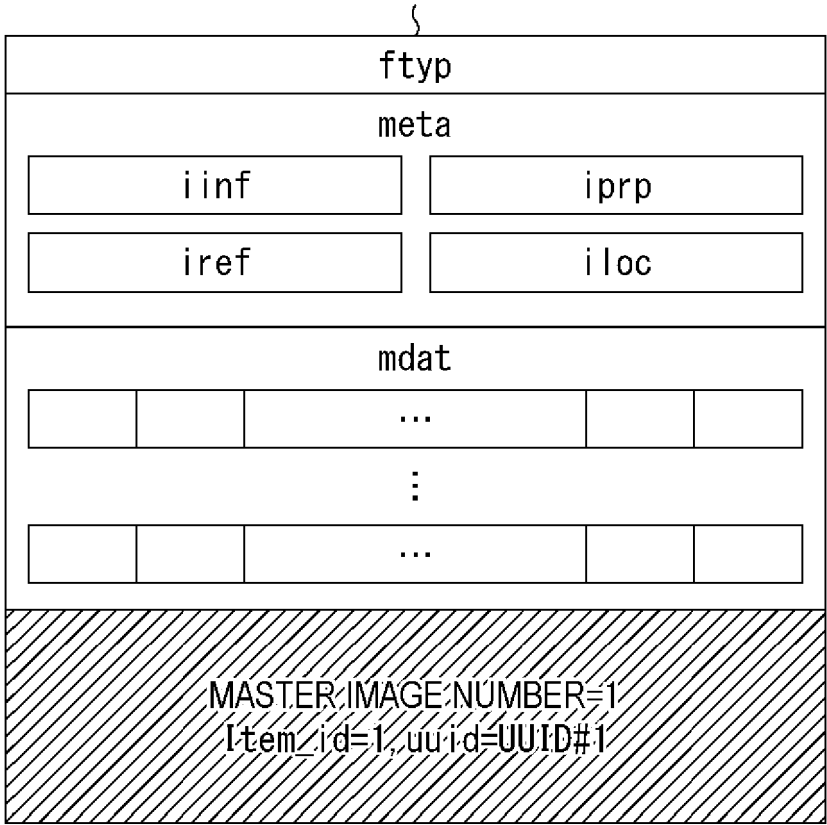 ftyp
meta
iinf
iprp
iref
iloc
mdat
...
⋮
...
MASTER IMAGE NUMBER=1
Item_id=1, uuid=UUID#1